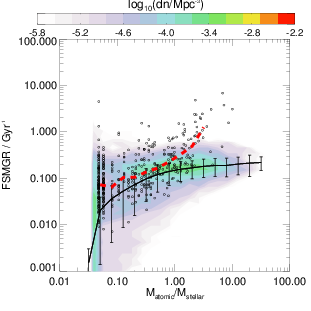 log₁₀(dn/Mpc⁻³)
-5.8 -5.2 -4.6 -4.0 -3.4 -2.8 -2.2
100.000
10.000
1.000
0.100
0.010
0.001
FSMGR / Gyr⁻¹
0.01 0.10 1.00 10.00 100.00
M_atomic/M_stellar